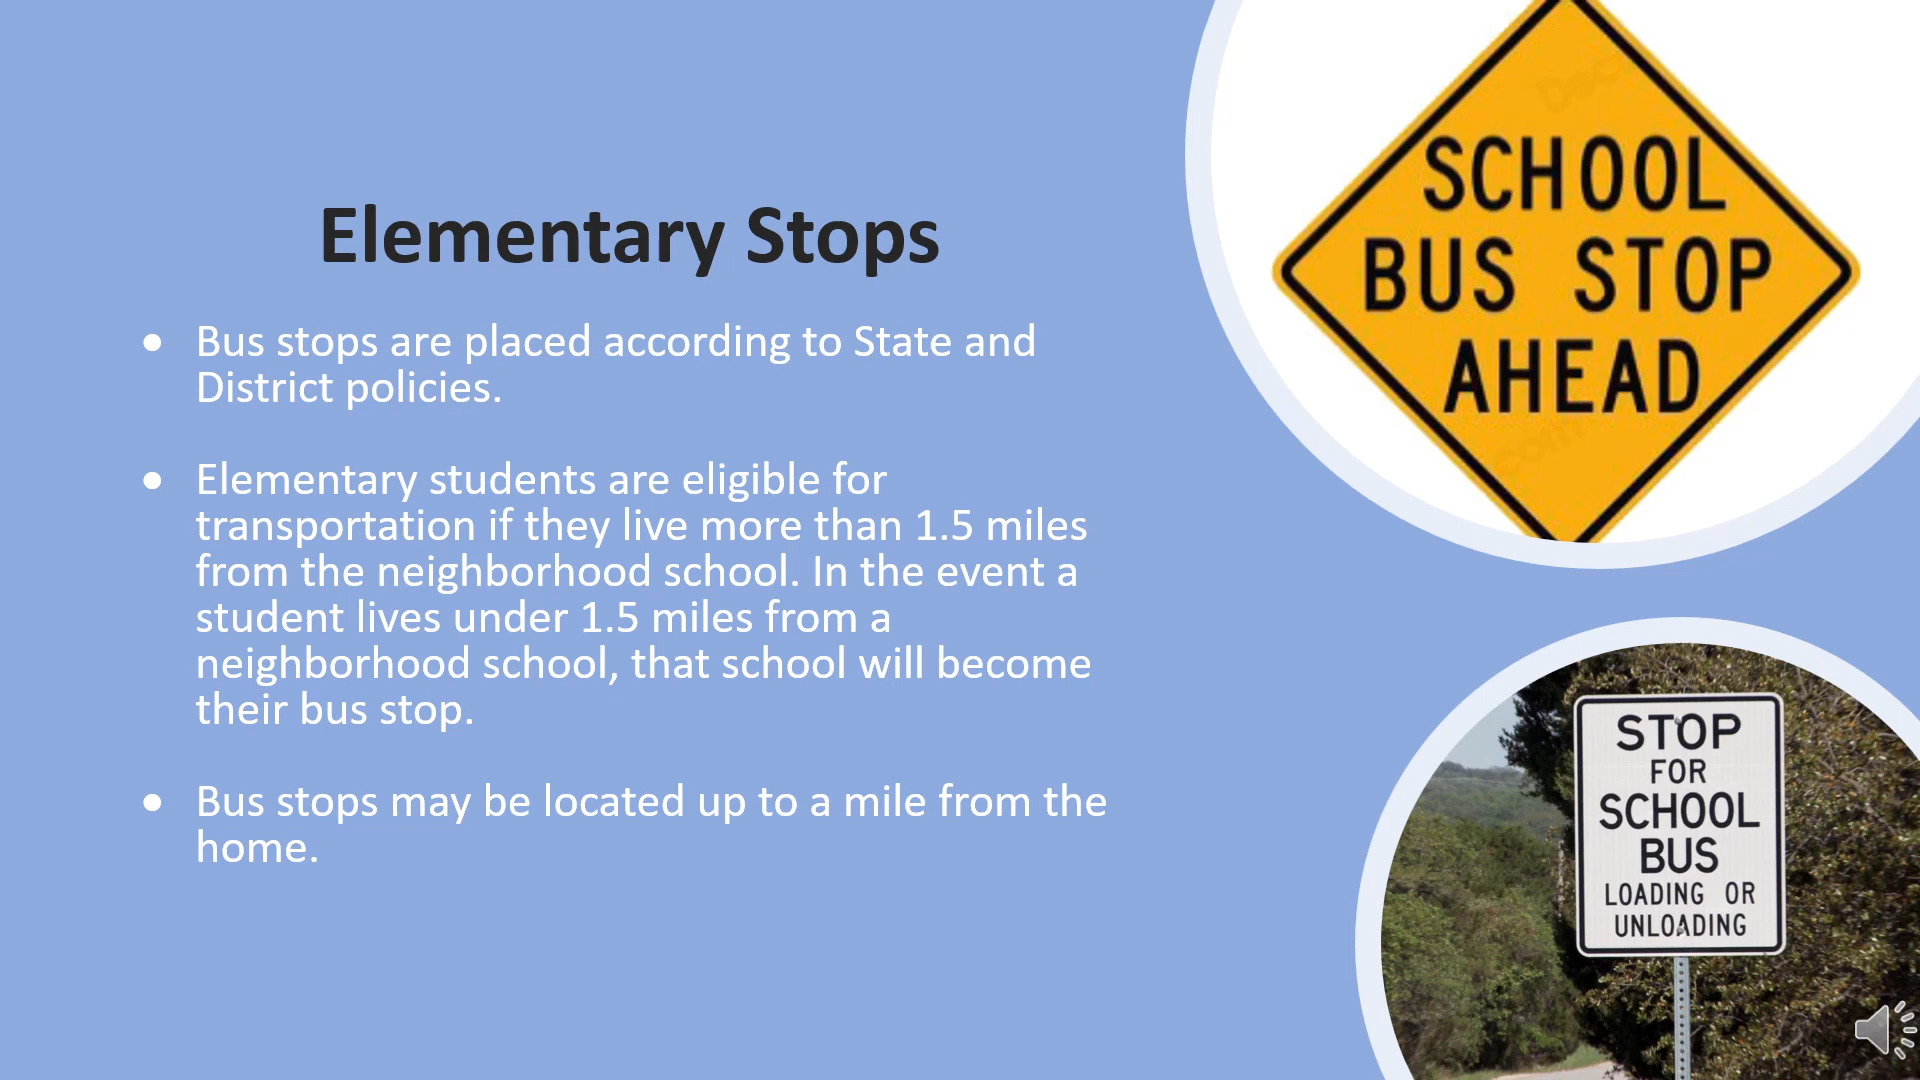 Elementary Stops
• Bus stops are placed according to State and
District policies.
• Elementary students are eligible for
transportation if they live more than 1.5 miles
from the neighborhood school. In the event a
student lives under 1.5 miles from a
neighborhood school, that school will become
their bus stop.
• Bus stops may be located up to a mile from the
home.
SCHOOL
BUS STOP
AHEAD
STOP
FOR
SCHOOL
BUS
LOADING OR
UNLOADING